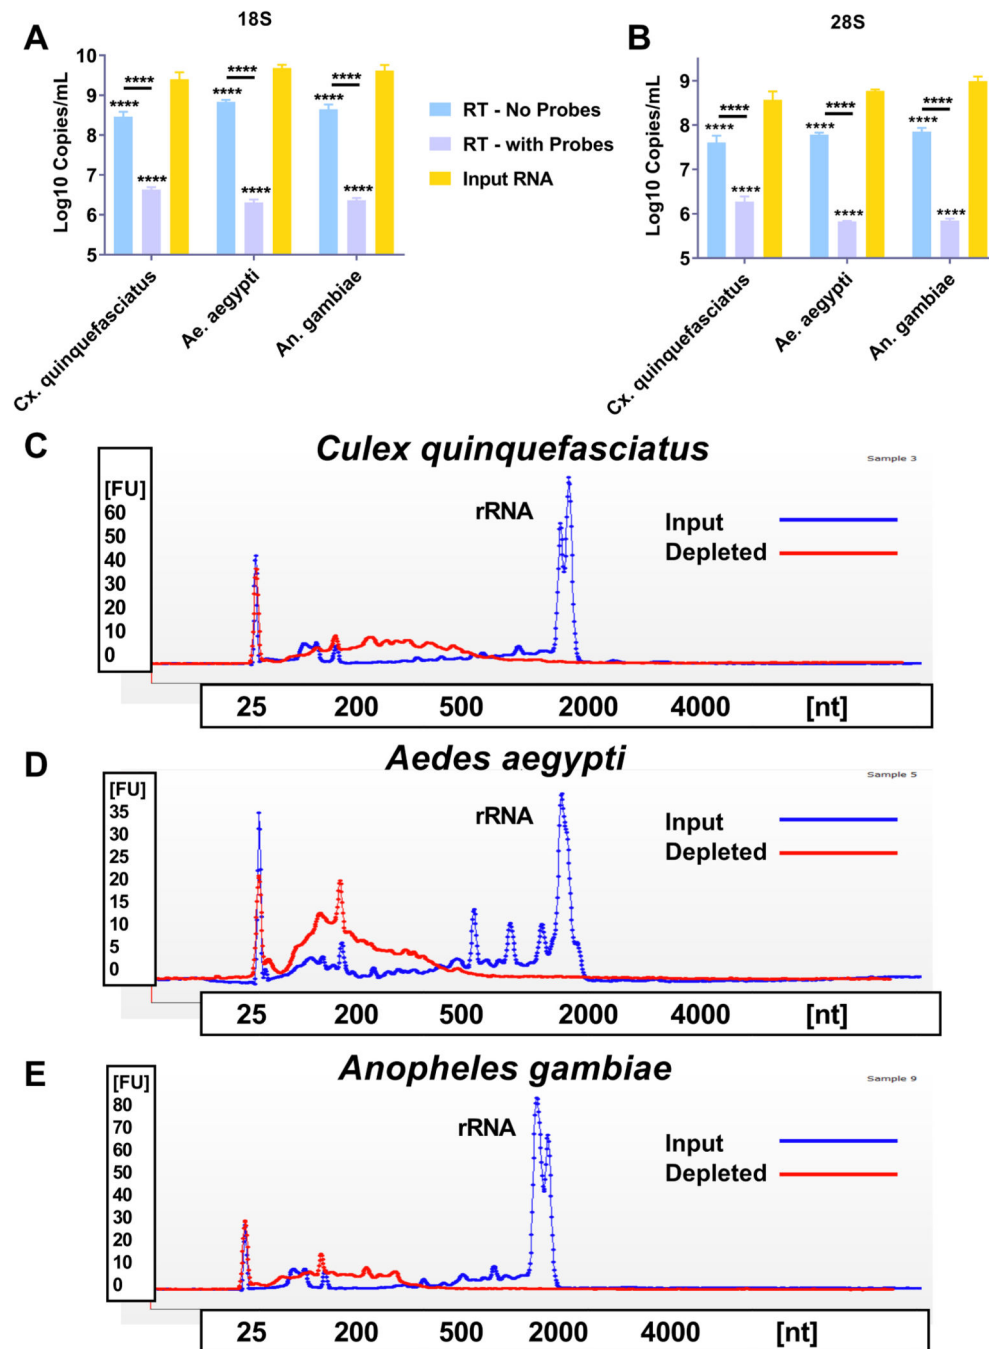 A
18S
Log10 Copies/mL
10
9
8
7
6
5
****
****
****
****
****
****
****
****
****
Cx. quinquefasciatus
Ae. aegypti
An. gambiae
RT - No Probes
RT - with Probes
Input RNA
B
28S
Log10 Copies/mL
9
8
7
6
5
****
****
****
****
****
****
****
****
****
Cx. quinquefasciatus
Ae. aegypti
An. gambiae
C
Culex quinquefasciatus
Sample 3
[FU]
60
50
40
30
20
10
0
rRNA
Input
Depleted
25 200 500 2000 4000 [nt]
D
Aedes aegypti
Sample 5
[FU]
35
30
25
20
15
10
5
0
rRNA
Input
Depleted
25 200 500 2000 4000 [nt]
E
Anopheles gambiae
Sample 9
[FU]
80
70
60
50
40
30
20
10
0
rRNA
Input
Depleted
25 200 500 2000 4000 [nt]